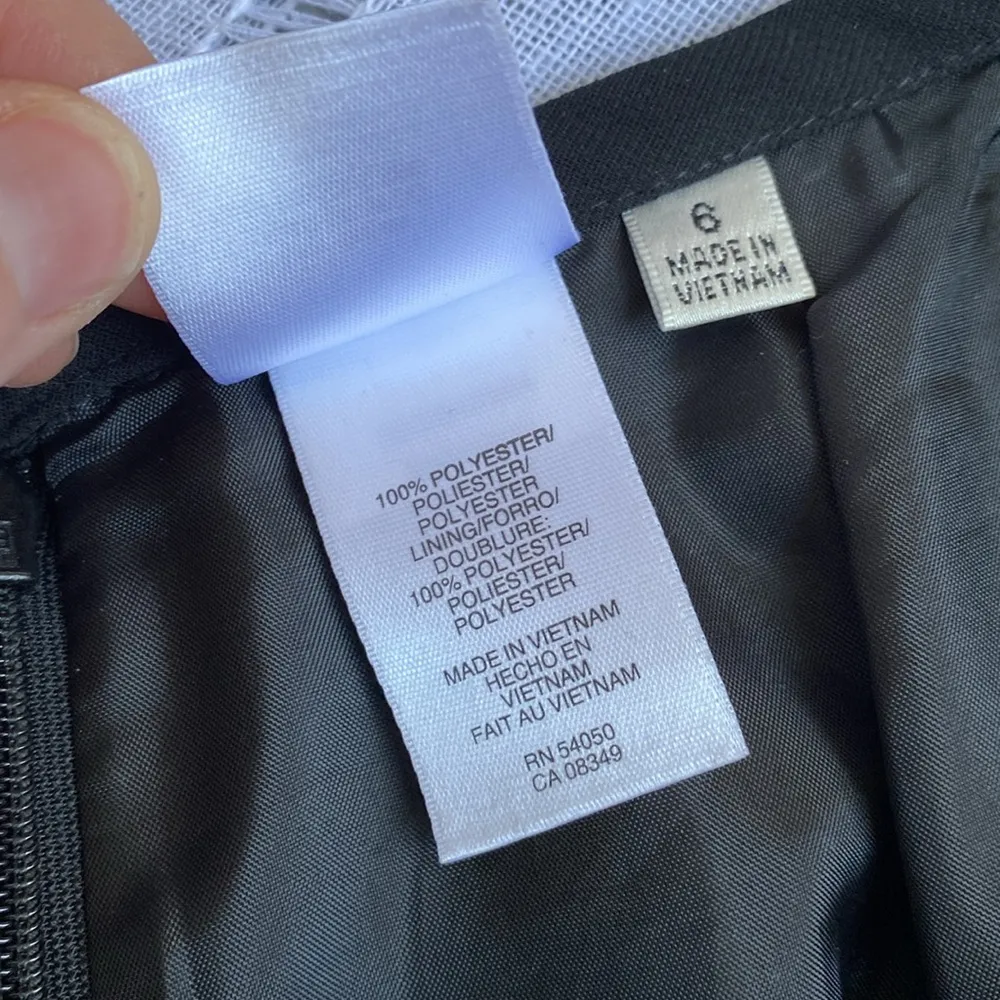 6
MADE IN
VIETNAM
100% POLYESTER/
POLIESTER/
POLYESTER
LINING/FORRO/
DOUBLURE:
100% POLYESTER/
POLIESTER/
POLYESTER
MADE IN VIETNAM
HECHO EN
VIETNAM
FAIT AU VIETNAM
RN 54050
CA 08349